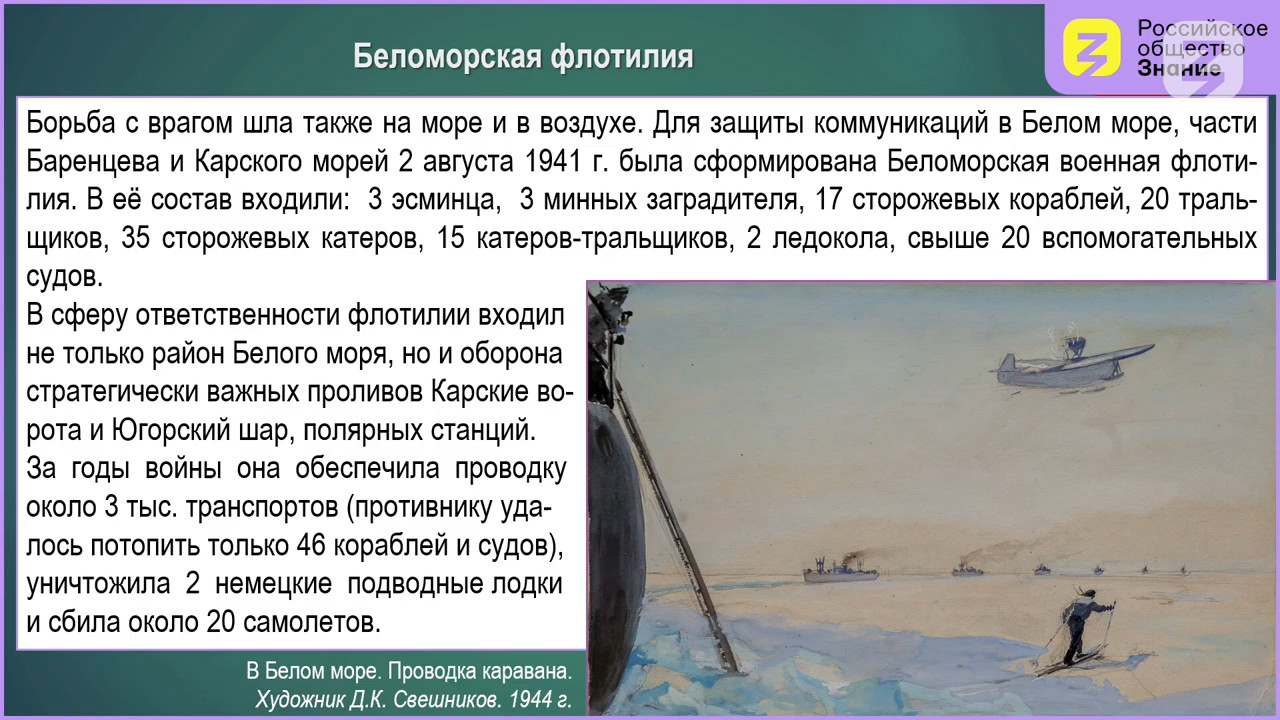 Беломорская флотилия
Российское
общество
Знание
Борьба с врагом шла также на море и в воздухе. Для защиты коммуникаций в Белом море, части
Баренцева и Карского морей 2 августа 1941 г. была сформирована Беломорская военная флоти-
лия. В её состав входили: 3 эсминца, 3 минных заградителя, 17 сторожевых кораблей, 20 траль-
щиков, 35 сторожевых катеров, 15 катеров-тральщиков, 2 ледокола, свыше 20 вспомогательных
судов.
В сферу ответственности флотилии входил
не только район Белого моря, но и оборона
стратегически важных проливов Карские во-
рота и Югорский шар, полярных станций.
За годы войны она обеспечила проводку
около 3 тыс. транспортов (противнику уда-
лось потопить только 46 кораблей и судов),
уничтожила 2 немецкие подводные лодки
и сбила около 20 самолетов.
В Белом море. Проводка каравана.
Художник Д.К. Свешников. 1944 г.